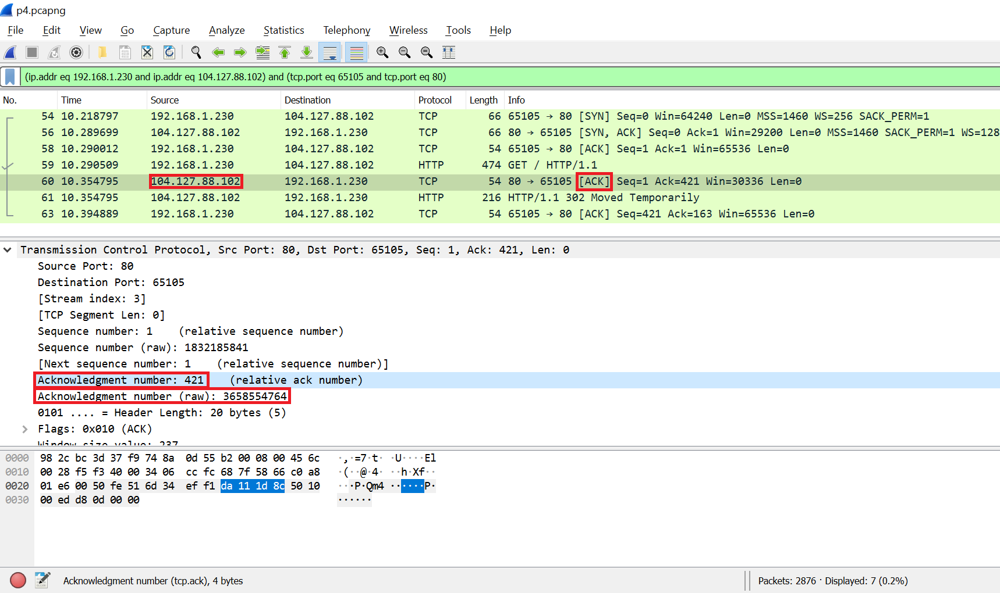 p4.pcapng
File Edit View Go Capture Analyze Statistics Telephony Wireless Tools Help
(ip.addr eq 192.168.1.230 and ip.addr eq 104.127.88.102) and (tcp.port eq 65105 and tcp.port eq 80)
No. Time Source Destination Protocol Length Info
54 10.218797 192.168.1.230 104.127.88.102 TCP 66 65105 → 80 [SYN] Seq=0 Win=64240 Len=0 MSS=1460 WS=256 SACK_PERM=1
56 10.289699 104.127.88.102 192.168.1.230 TCP 66 80 → 65105 [SYN, ACK] Seq=0 Ack=1 Win=29200 Len=0 MSS=1460 SACK_PERM=1 WS=128
58 10.290012 192.168.1.230 104.127.88.102 TCP 54 65105 → 80 [ACK] Seq=1 Ack=1 Win=65536 Len=0
59 10.290509 192.168.1.230 104.127.88.102 HTTP 474 GET / HTTP/1.1
60 10.354795 104.127.88.102 192.168.1.230 TCP 54 80 → 65105 [ACK] Seq=1 Ack=421 Win=30336 Len=0
61 10.354795 104.127.88.102 192.168.1.230 HTTP 216 HTTP/1.1 302 Moved Temporarily
63 10.394889 192.168.1.230 104.127.88.102 TCP 54 65105 → 80 [ACK] Seq=421 Ack=163 Win=65536 Len=0
Transmission Control Protocol, Src Port: 80, Dst Port: 65105, Seq: 1, Ack: 421, Len: 0
Source Port: 80
Destination Port: 65105
[Stream index: 3]
[TCP Segment Len: 0]
Sequence number: 1 (relative sequence number)
Sequence number (raw): 1832185841
[Next sequence number: 1 (relative sequence number)]
Acknowledgment number: 421 (relative ack number)
Acknowledgment number (raw): 3658554764
0101 .... = Header Length: 20 bytes (5)
Flags: 0x010 (ACK)
Window size value: 237
0000 98 2c bc 3d 37 f9 74 8a 0d 55 b2 00 08 00 45 6c ·,·=7·t· ·U····El
0010 00 28 f5 f3 40 00 34 06 cc fc 68 7f 58 66 c0 a8 ·(··@·4· ··h·Xf··
0020 01 e6 00 50 fe 51 6d 34 ef f1 da 11 1d 8c 50 10 ···P·Qm4 ······P·
0030 00 ed d8 0d 00 00 ······
Acknowledgment number (tcp.ack), 4 bytes
Packets: 2876 · Displayed: 7 (0.2%)